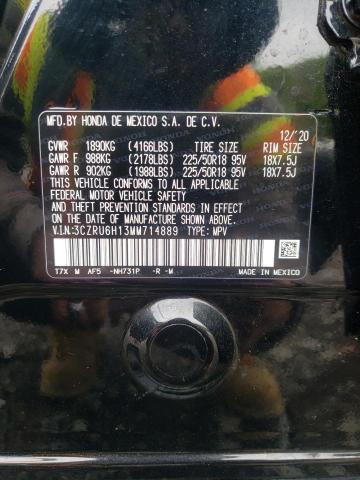 MFD.BY HONDA DE MEXICO S.A. DE C.V.
12/'20
GVWR 1890KG (4166LBS) TIRE SIZE RIM SIZE
GAWR F 988KG (2178LBS) 225/50R18 95V 18X7.5J
GAWR R 902KG (1988LBS) 225/50R18 95V 18X7.5J
THIS VEHICLE CONFORMS TO ALL APPLICABLE
FEDERAL MOTOR VEHICLE SAFETY, BUMPER,
AND THEFT PREVENTION STANDARDS IN EFFECT
ON THE DATE OF MANUFACTURE SHOWN ABOVE.
V.I.N:3CZRU6H13MM714889 TYPE: MPV
T7X M AF5 -NH731P -R -M
MADE IN MEXICO